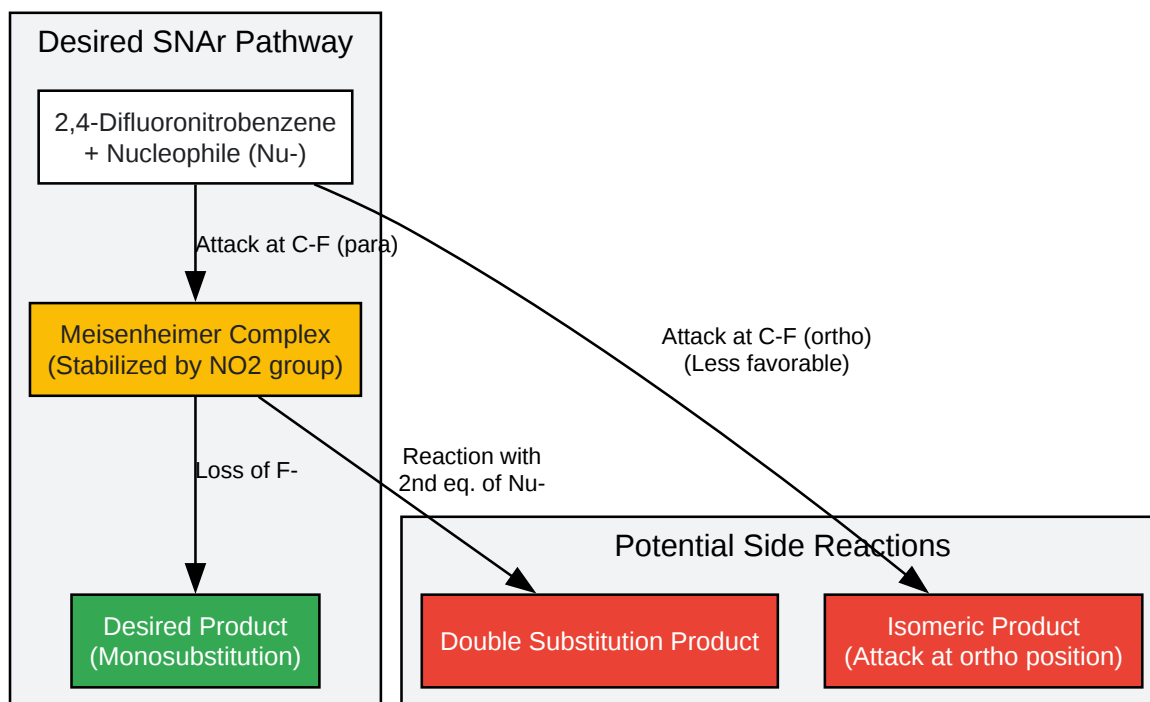 Desired SNAr Pathway
2,4-Difluoronitrobenzene
+ Nucleophile (Nu-)
Attack at C-F (para)
Meisenheimer Complex
(Stabilized by NO2 group)
Attack at C-F (ortho)
(Less favorable)
Loss of F-
Reaction with
2nd eq. of Nu-
Potential Side Reactions
Desired Product
(Monosubstitution)
Double Substitution Product
Isomeric Product
(Attack at ortho position)